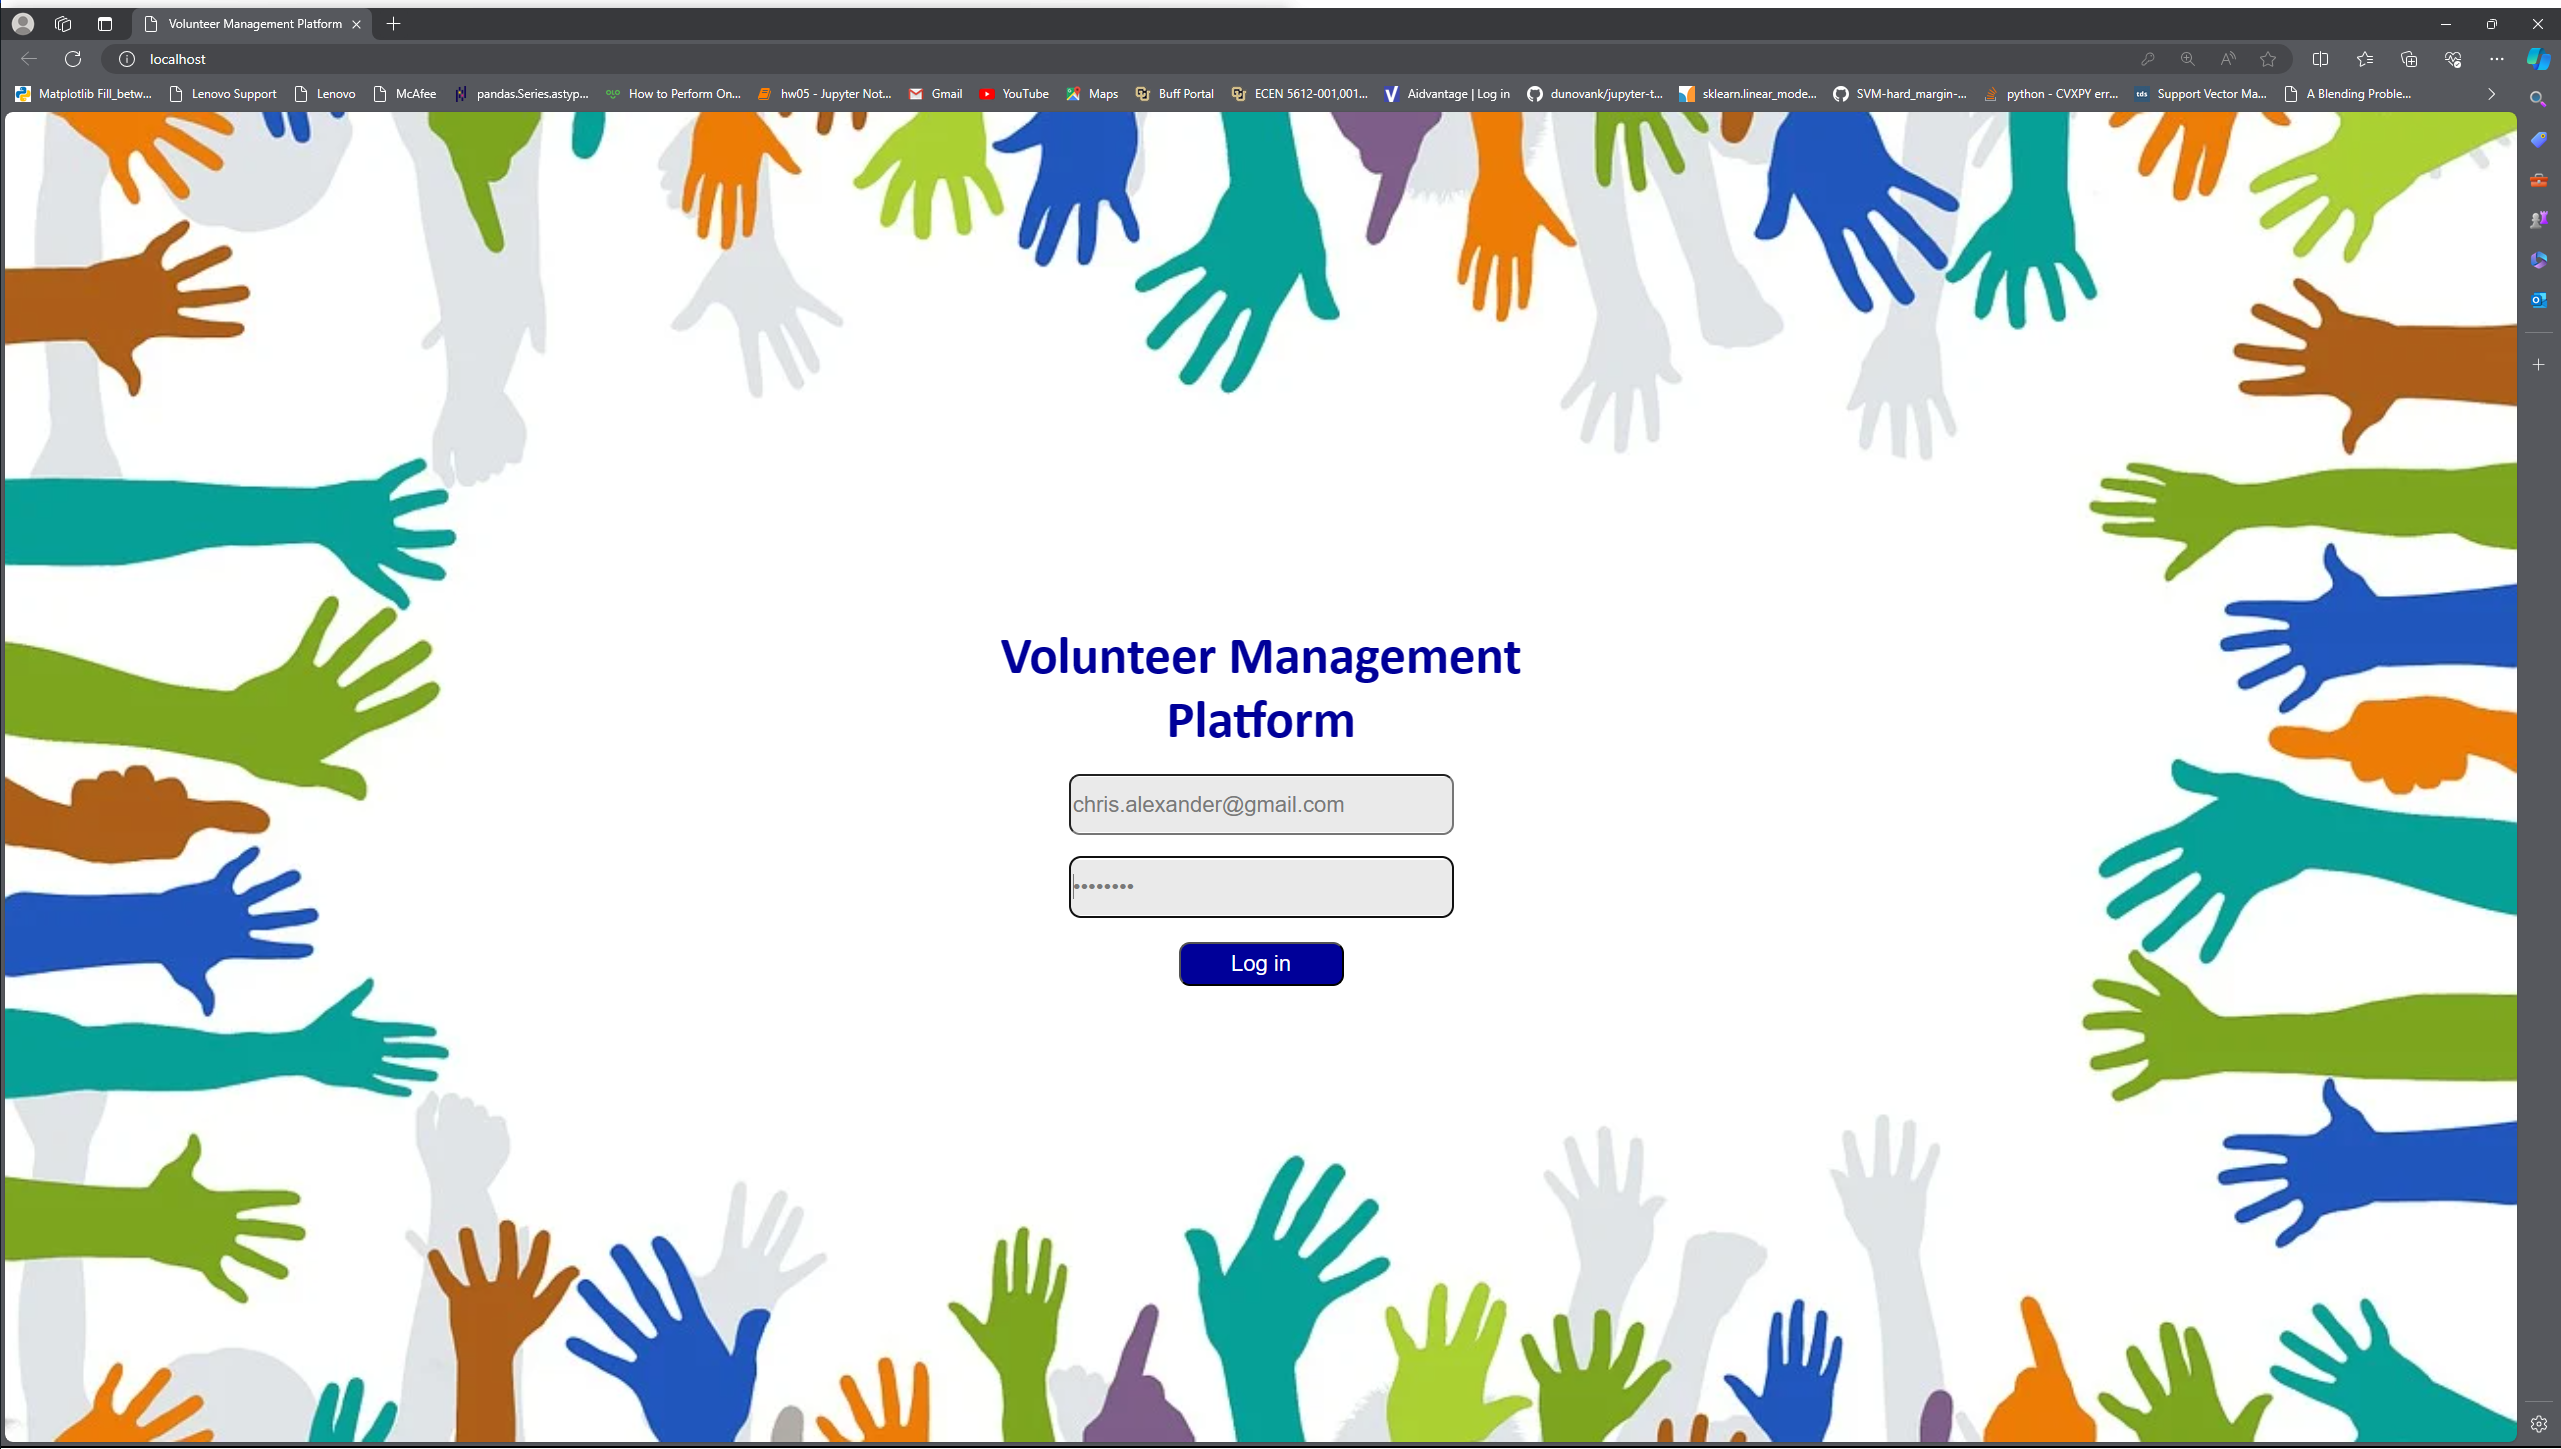 Volunteer Management Platform
localhost
Matplotlib Fill_betw... Lenovo Support Lenovo McAfee pandas.Series.astyp... How to Perform On... hw05 - Jupyter Not... Gmail YouTube Maps Buff Portal ECEN 5612-001,001... Aidvantage | Log in dunovank/jupyter-t... sklearn.linear_mode... SVM-hard_margin-... python - CVXPY err... Support Vector Ma... A Blending Proble...
Volunteer Management
Platform
chris.alexander@gmail.com
••••••••
Log in